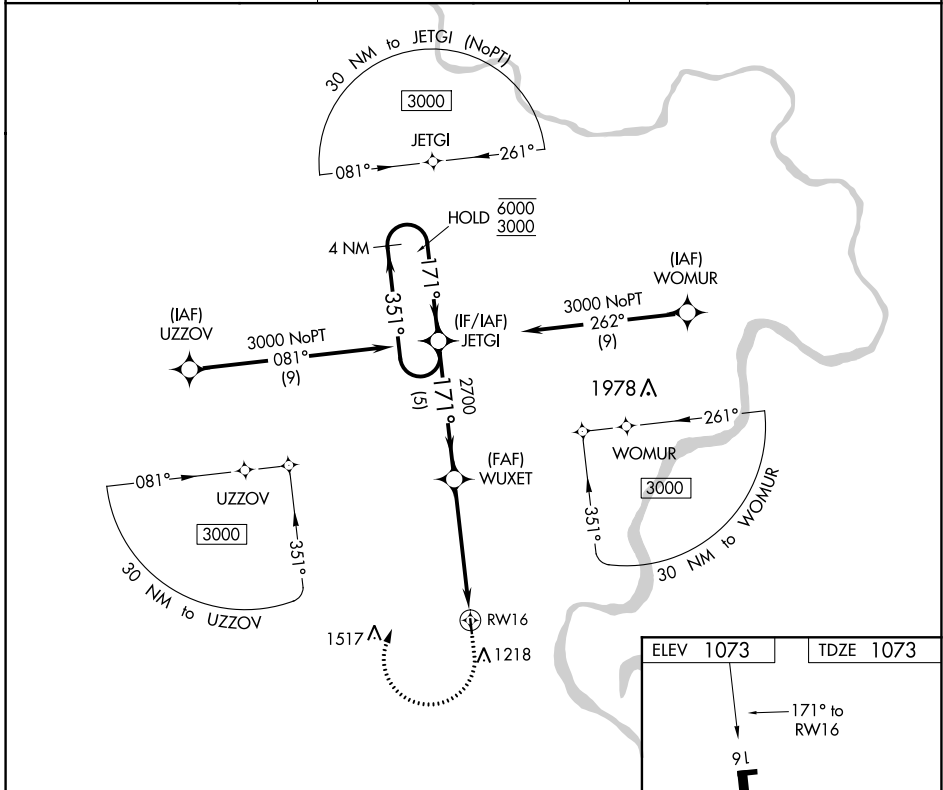 30 NM to JETGI (NoPT)
3000
JETGI
081°
261°
HOLD 6000
3000
4 NM
171°
351°
(IAF)
WOMUR
3000 NoPT
262°
(9)
(IAF)
UZZOV
3000 NoPT
081°
(9)
(IF/IAF)
JETGI
2700
171°
(5)
1978
(FAF)
WUXET
261°
WOMUR
3000
351°
30 NM to WOMUR
081°
UZZOV
3000
351°
30 NM to UZZOV
RW16
1517
1218
ELEV 1073
TDZE 1073
171° to
RW16
16